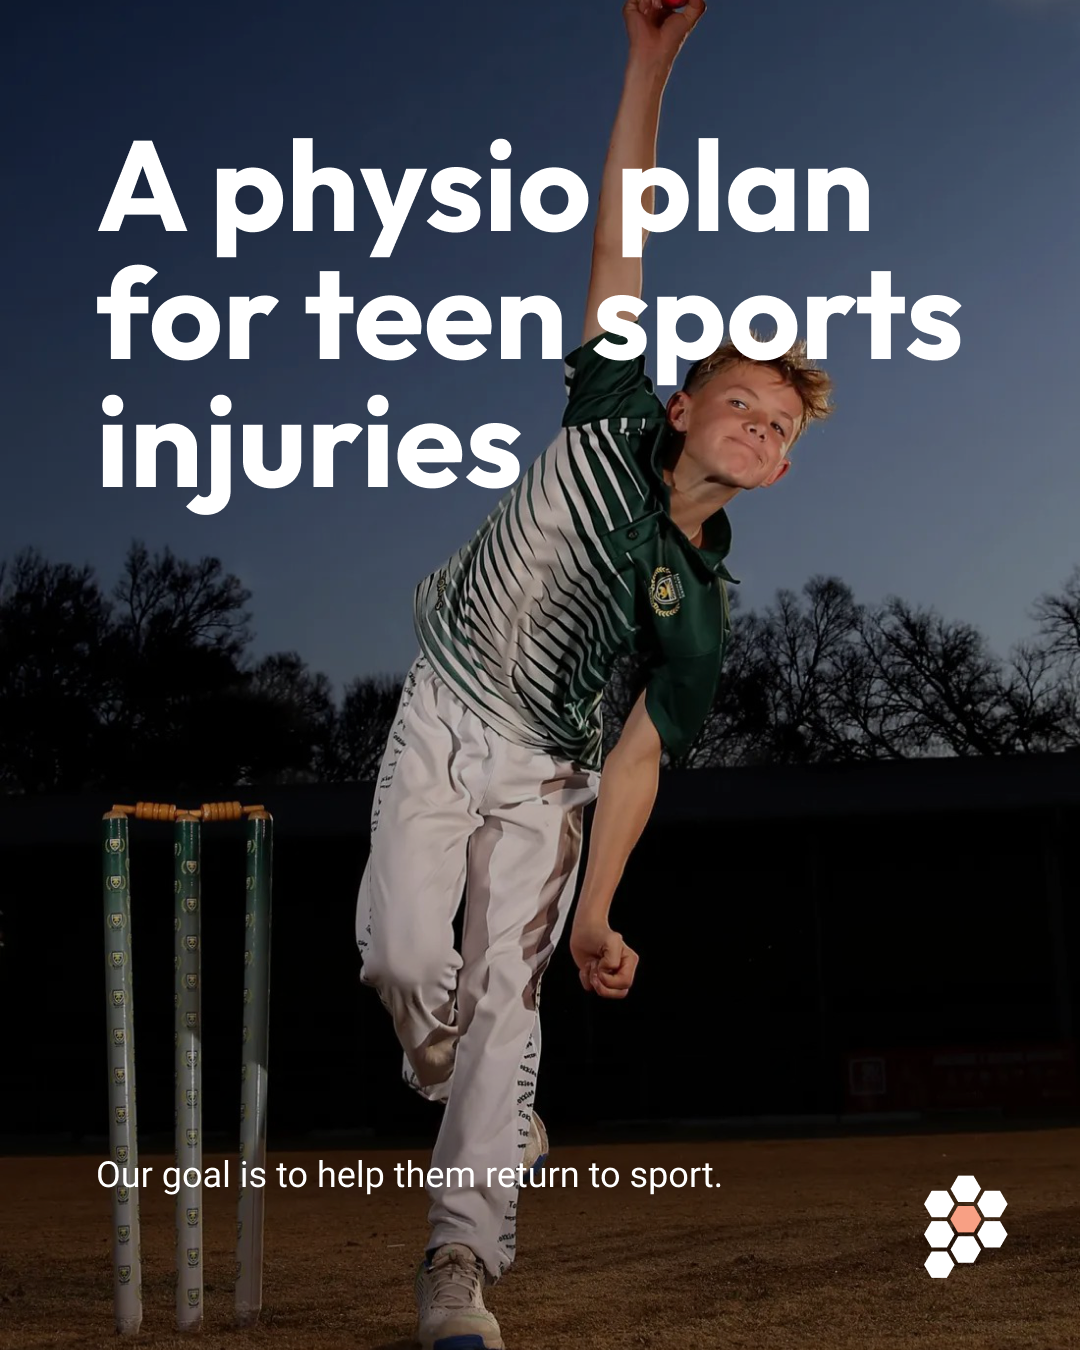 A physio plan
for teen sports
injuries
Our goal is to help them return to sport.